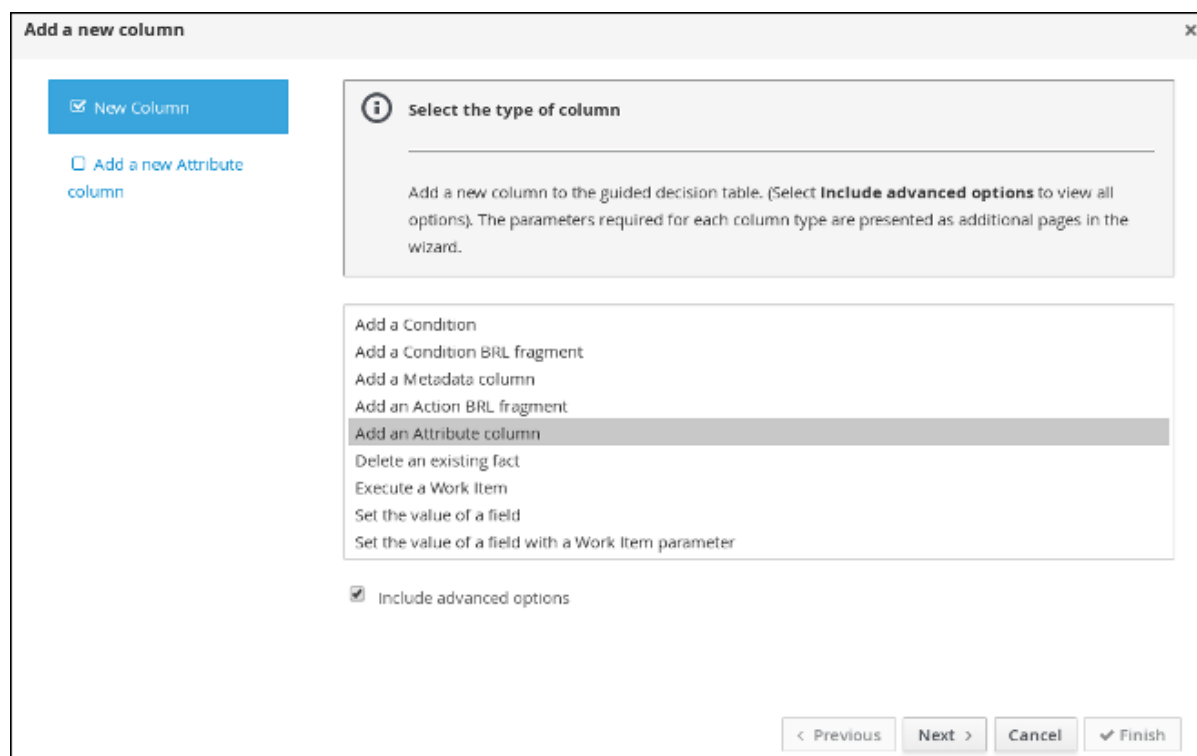 Add a new column
×
New Column
Add a new Attribute
column
Select the type of column
Add a new column to the guided decision table. (Select Include advanced options to view all
options). The parameters required for each column type are presented as additional pages in the
wizard.
Add a Condition
Add a Condition BRL fragment
Add a Metadata column
Add an Action BRL fragment
Add an Attribute column
Delete an existing fact
Execute a Work Item
Set the value of a field
Set the value of a field with a Work Item parameter
Include advanced options
< Previous Next > Cancel ✔ Finish